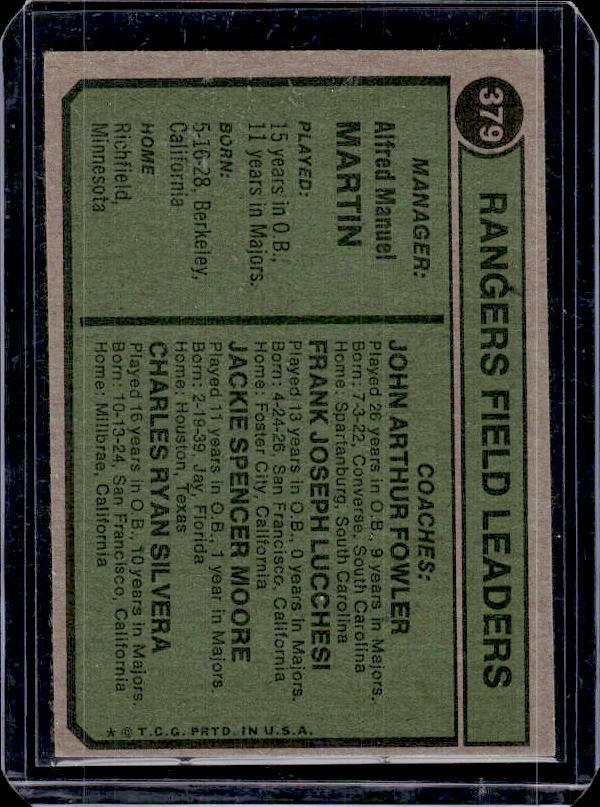 379
RANGERS FIELD LEADERS
MANAGER:
Alfred Manuel
MARTIN
PLAYED:
15 years in O.B.,
11 years in Majors.
BORN:
5-16-28, Berkeley,
California
HOME
Richfield,
Minnesota
COACHES:
JOHN ARTHUR FOWLER
Played 26 years in O.B., 9 years in Majors.
Born: 7-3-22, Converse, South Carolina
Home: Spartanburg, South Carolina
FRANK JOSEPH LUCCHESI
Played 13 years in O.B., 0 years in Majors.
Born: 4-24-26, San Francisco, California
Home: Foster City, California
JACKIE SPENCER MOORE
Played 11 years in O.B., 1 year in Majors
Born: 2-19-39, Jay, Florida
Home: Houston, Texas
CHARLES RYAN SILVERA
Played 16 years in O.B., 10 years in Majors.
Born: 10-13-24, San Francisco, California
Home: Millbrae, California
* © T.C.G. PRTD. IN U.S.A.